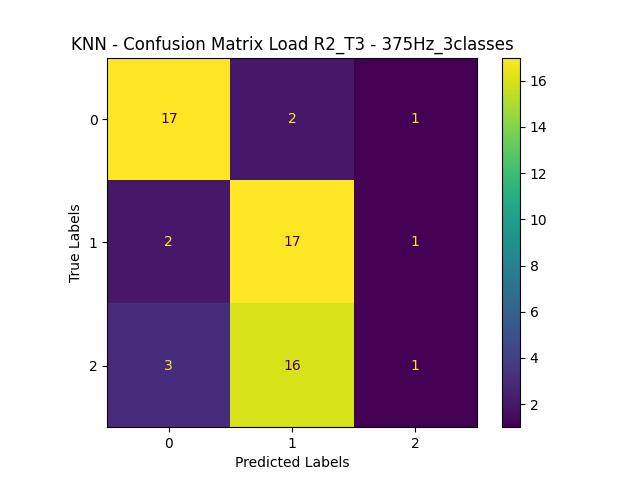 KNN - Confusion Matrix Load R2_T3 - 375Hz_3classes
True Labels
0
1
2
17 2 1
2 17 1
3 16 1
0 1 2
Predicted Labels
16
14
12
10
8
6
4
2